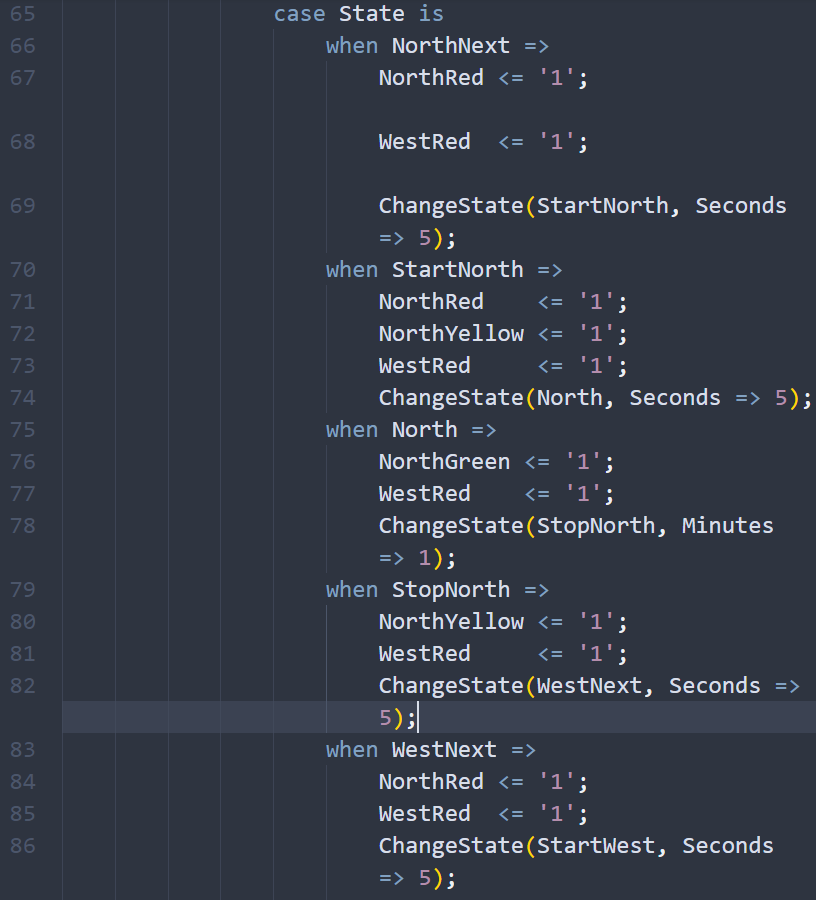 65 case State is
66 when NorthNext =>
67 NorthRed <= '1';
68 WestRed  <= '1';
69 ChangeState(StartNorth, Seconds
=> 5);
70 when StartNorth =>
71 NorthRed    <= '1';
72 NorthYellow <= '1';
73 WestRed     <= '1';
74 ChangeState(North, Seconds => 5);
75 when North =>
76 NorthGreen <= '1';
77 WestRed    <= '1';
78 ChangeState(StopNorth, Minutes
=> 1);
79 when StopNorth =>
80 NorthYellow <= '1';
81 WestRed     <= '1';
82 ChangeState(WestNext, Seconds =>
5);
83 when WestNext =>
84 NorthRed <= '1';
85 WestRed  <= '1';
86 ChangeState(StartWest, Seconds
=> 5);